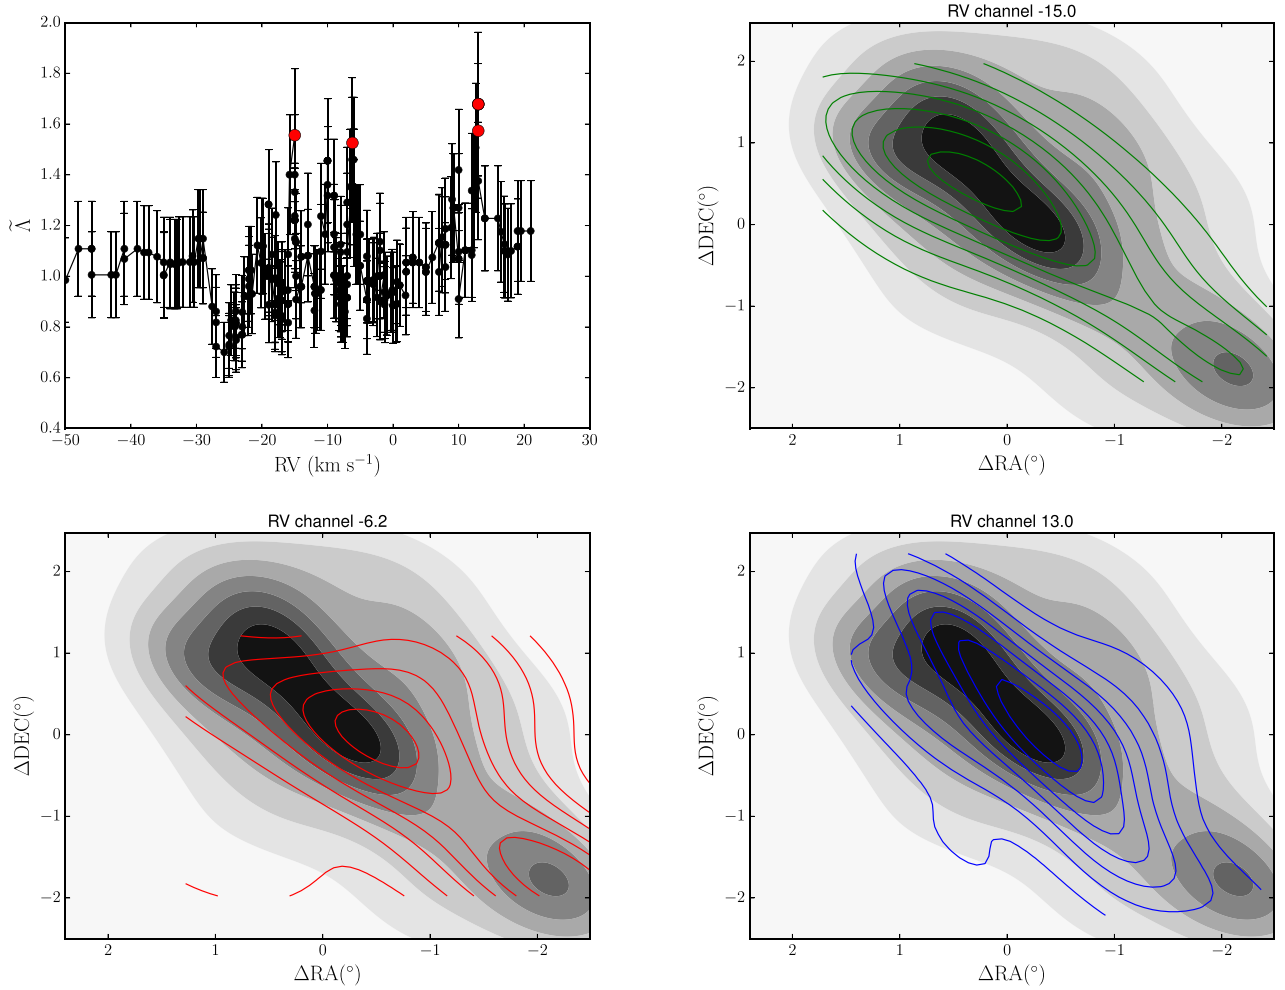 2.0
1.8
1.6
1.4
1.2
1.0
0.8
0.6
0.4
Λ̃
−50 −40 −30 −20 −10 0 10 20 30
RV (km s⁻¹)
RV channel -15.0
2
1
0
−1
−2
ΔDEC(°)
2 1 0 −1 −2
ΔRA(°)
RV channel -6.2
2
1
0
−1
−2
ΔDEC(°)
2 1 0 −1 −2
ΔRA(°)
RV channel 13.0
2
1
0
−1
−2
ΔDEC(°)
2 1 0 −1 −2
ΔRA(°)